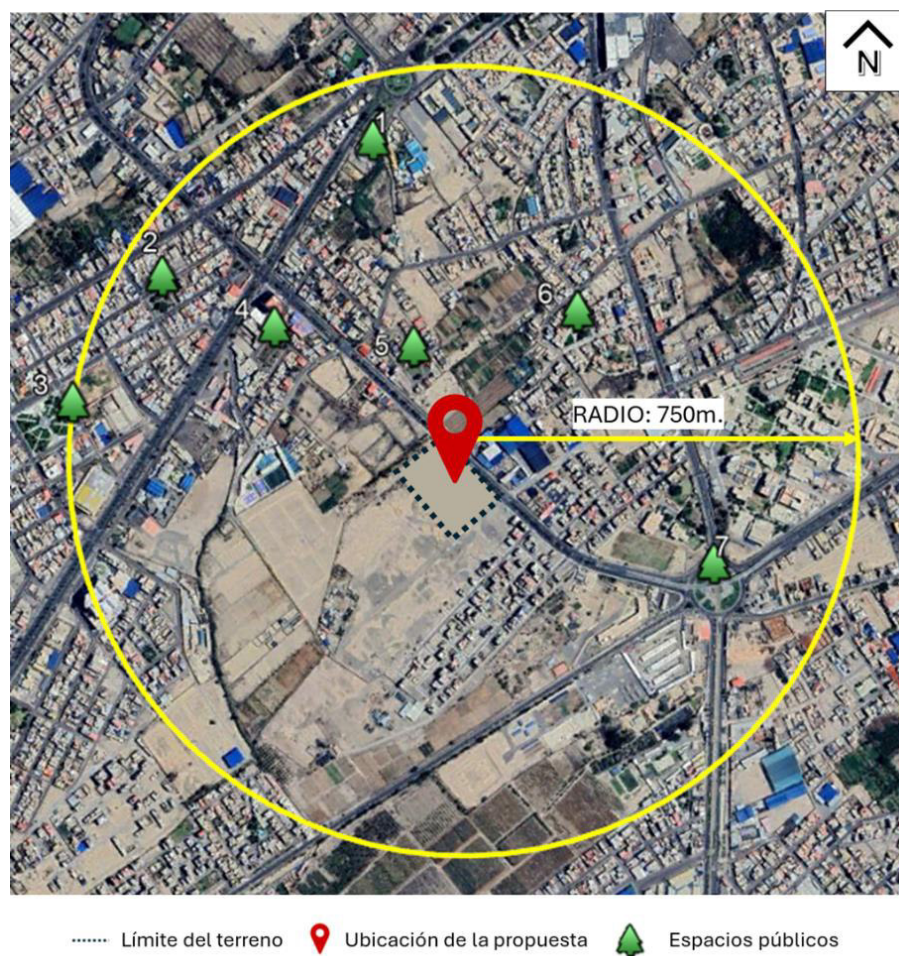 N
1
2
6
4
5
3
RADIO: 750m.
7
Límite del terreno
Ubicación de la propuesta
Espacios públicos